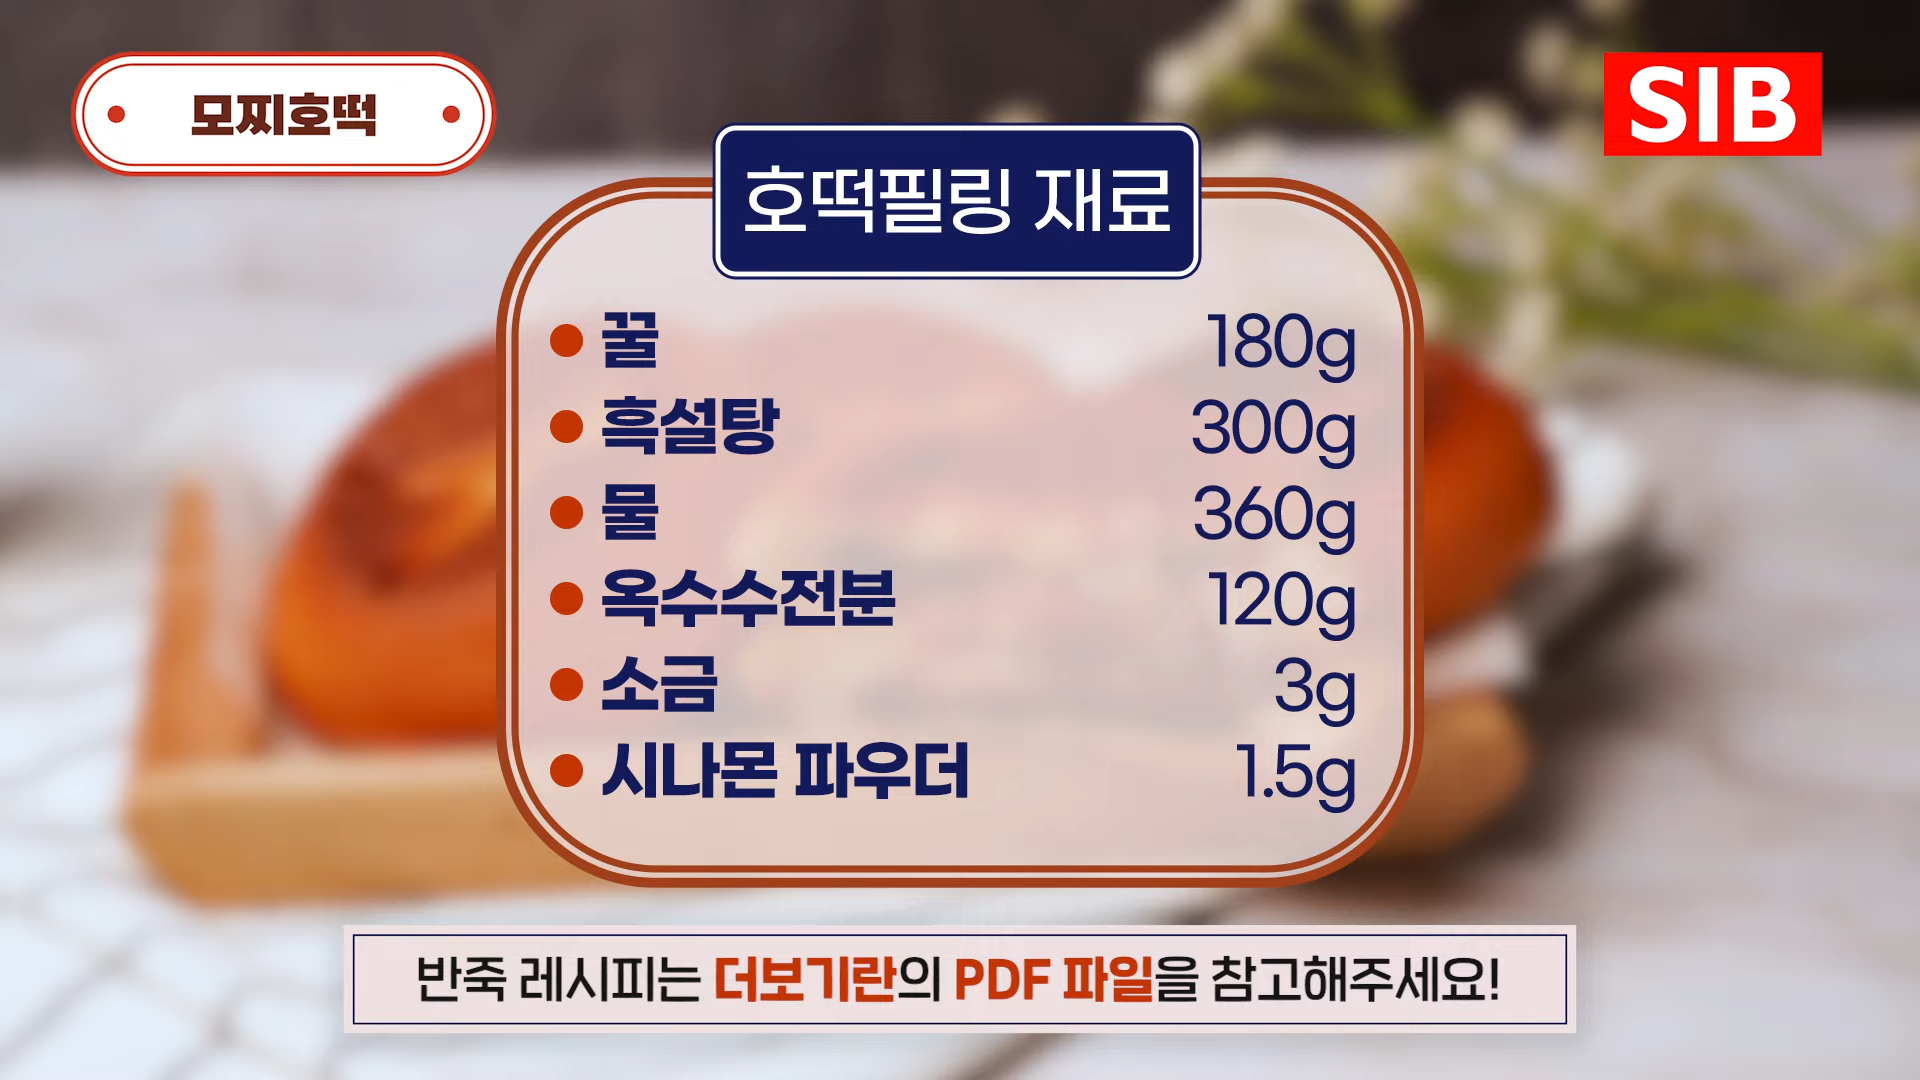 모찌호떡
SIB
호떡필링 재료
꿀 180g
흑설탕 300g
물 360g
옥수수전분 120g
소금 3g
시나몬 파우더 1.5g
반죽 레시피는 더보기란의 PDF 파일을 참고해주세요!